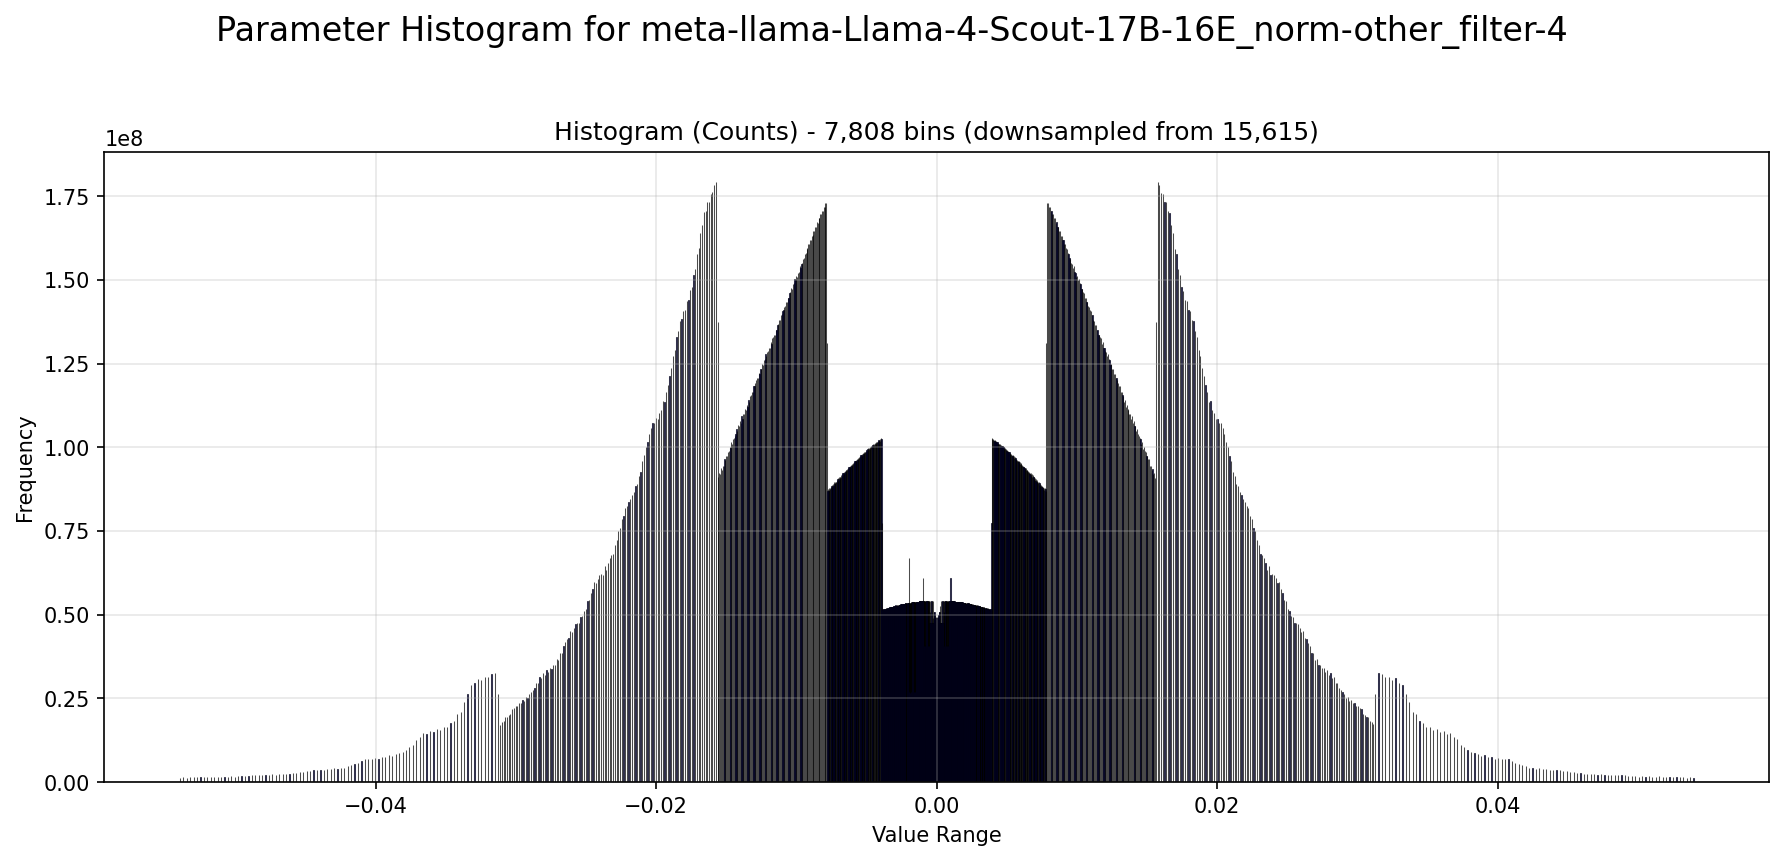 Parameter Histogram for meta-llama-Llama-4-Scout-17B-16E_norm-other_filter-4
Histogram (Counts) - 7,808 bins (downsampled from 15,615)
1e8
1.75
1.50
1.25
1.00
0.75
0.50
0.25
0.00
Frequency
−0.04
−0.02
0.00
0.02
0.04
Value Range